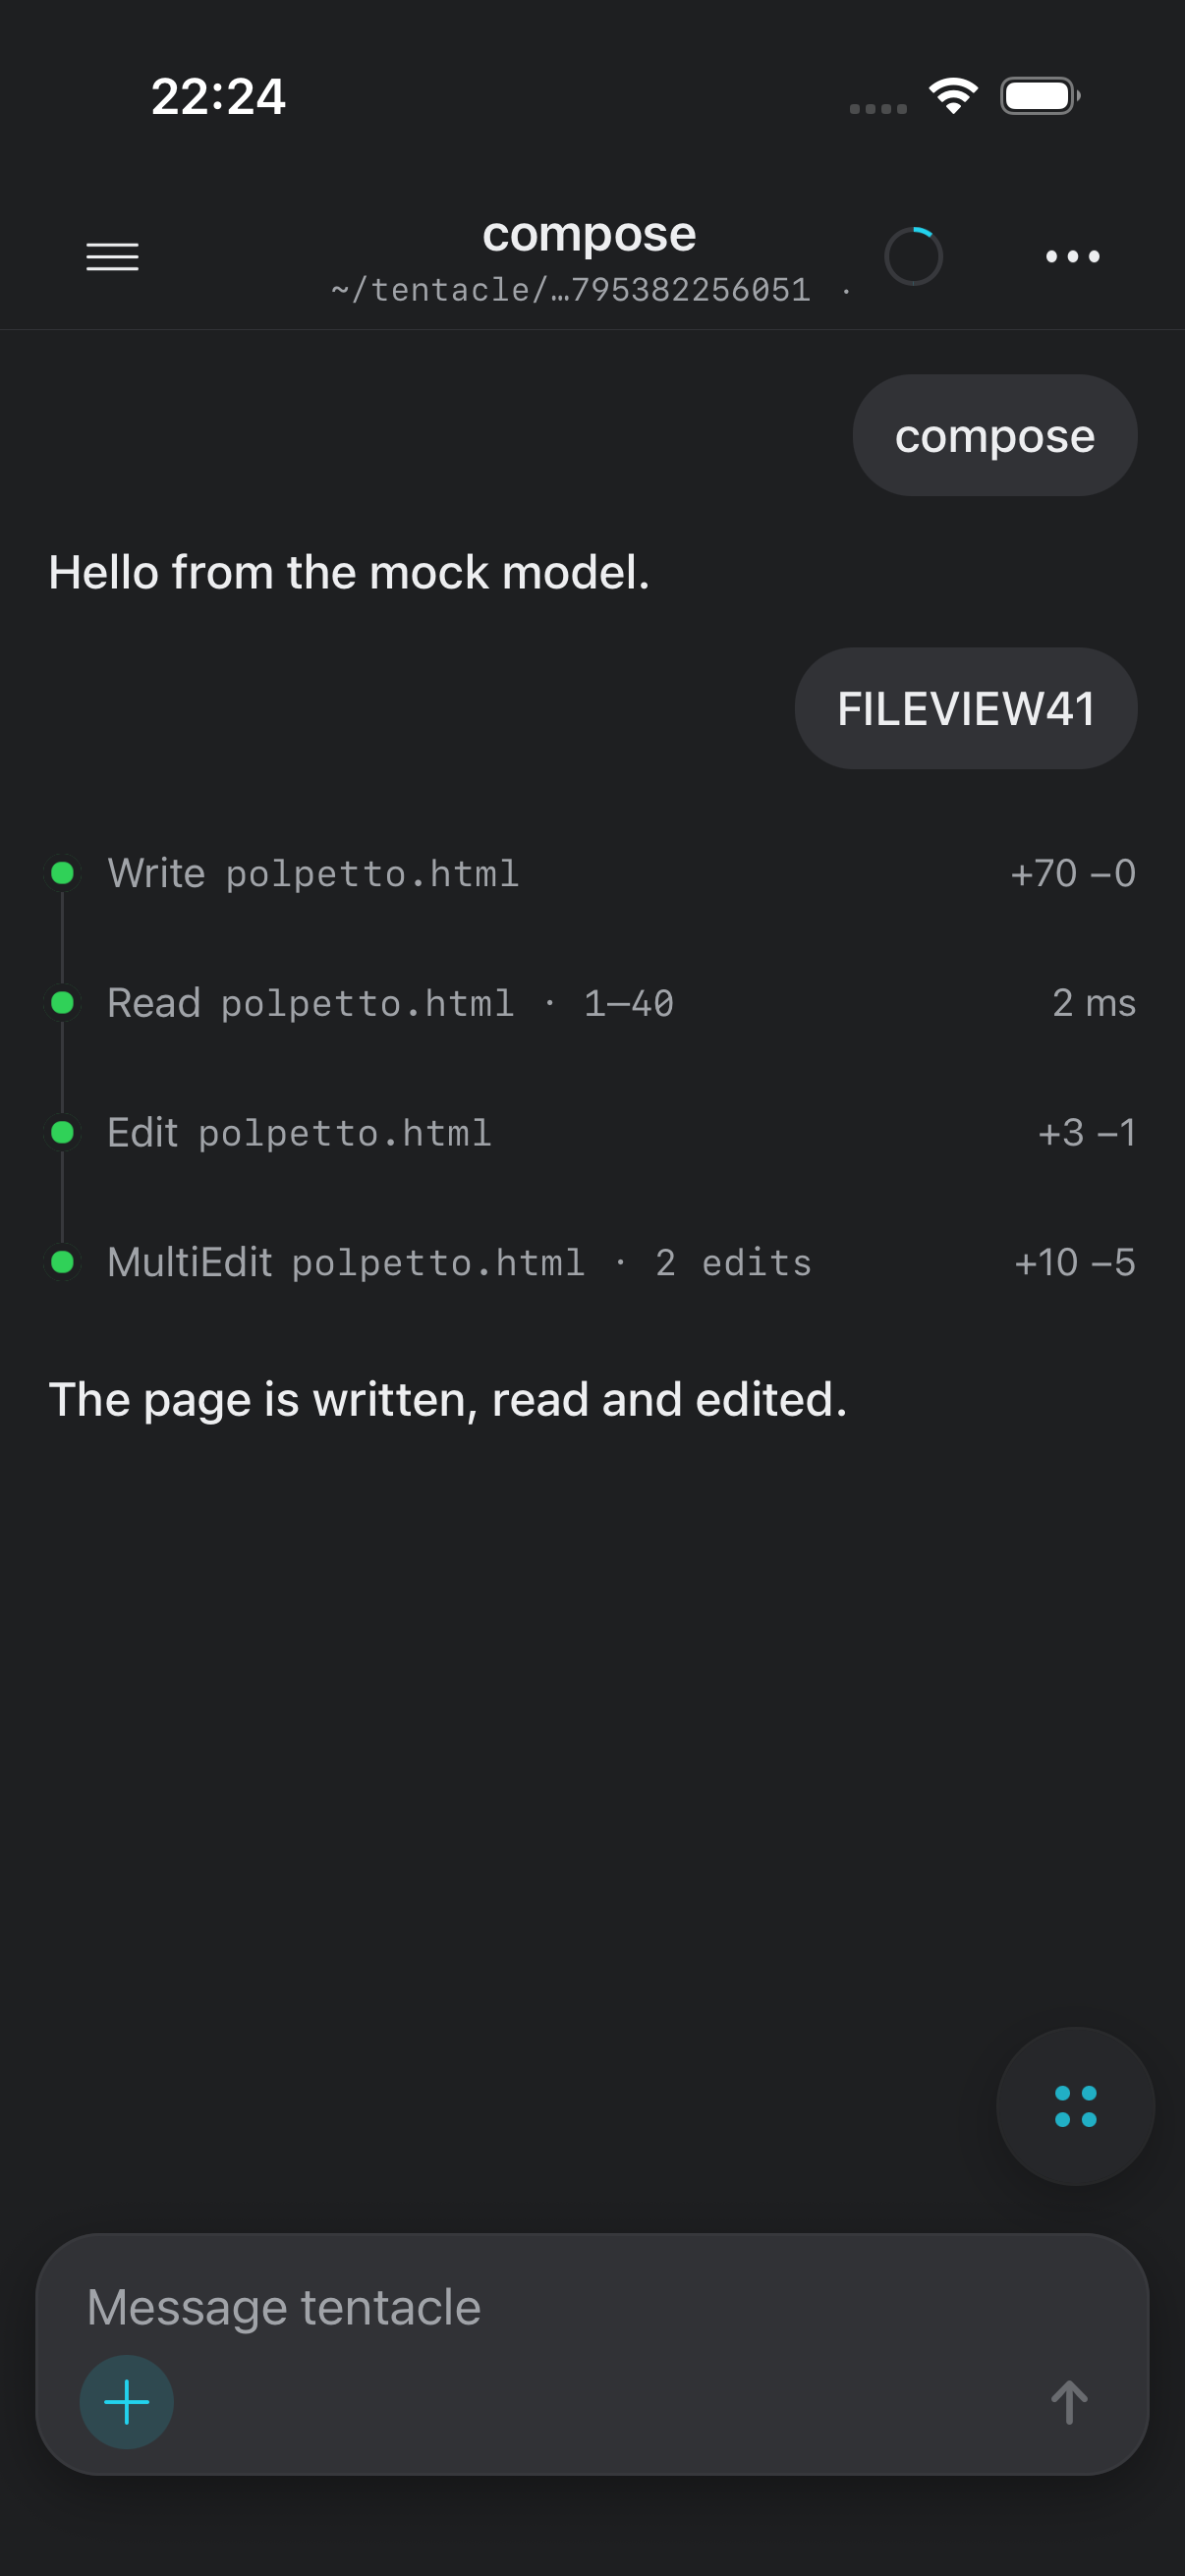 22:24
compose
~/tentacle/…795382256051 ·
compose
Hello from the mock model.
FILEVIEW41
Write polpetto.html +70 −0
Read polpetto.html · 1–40 2 ms
Edit polpetto.html +3 −1
MultiEdit polpetto.html · 2 edits +10 −5
The page is written, read and edited.
Message tentacle